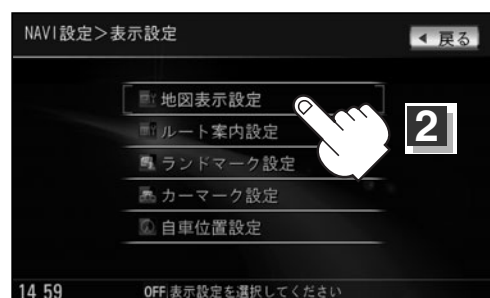 NAVI設定＞表示設定
◀ 戻る
地図表示設定
ルート案内設定
2
ランドマーク設定
カーマーク設定
自車位置設定
14 59 OFF 表示設定を選択してください